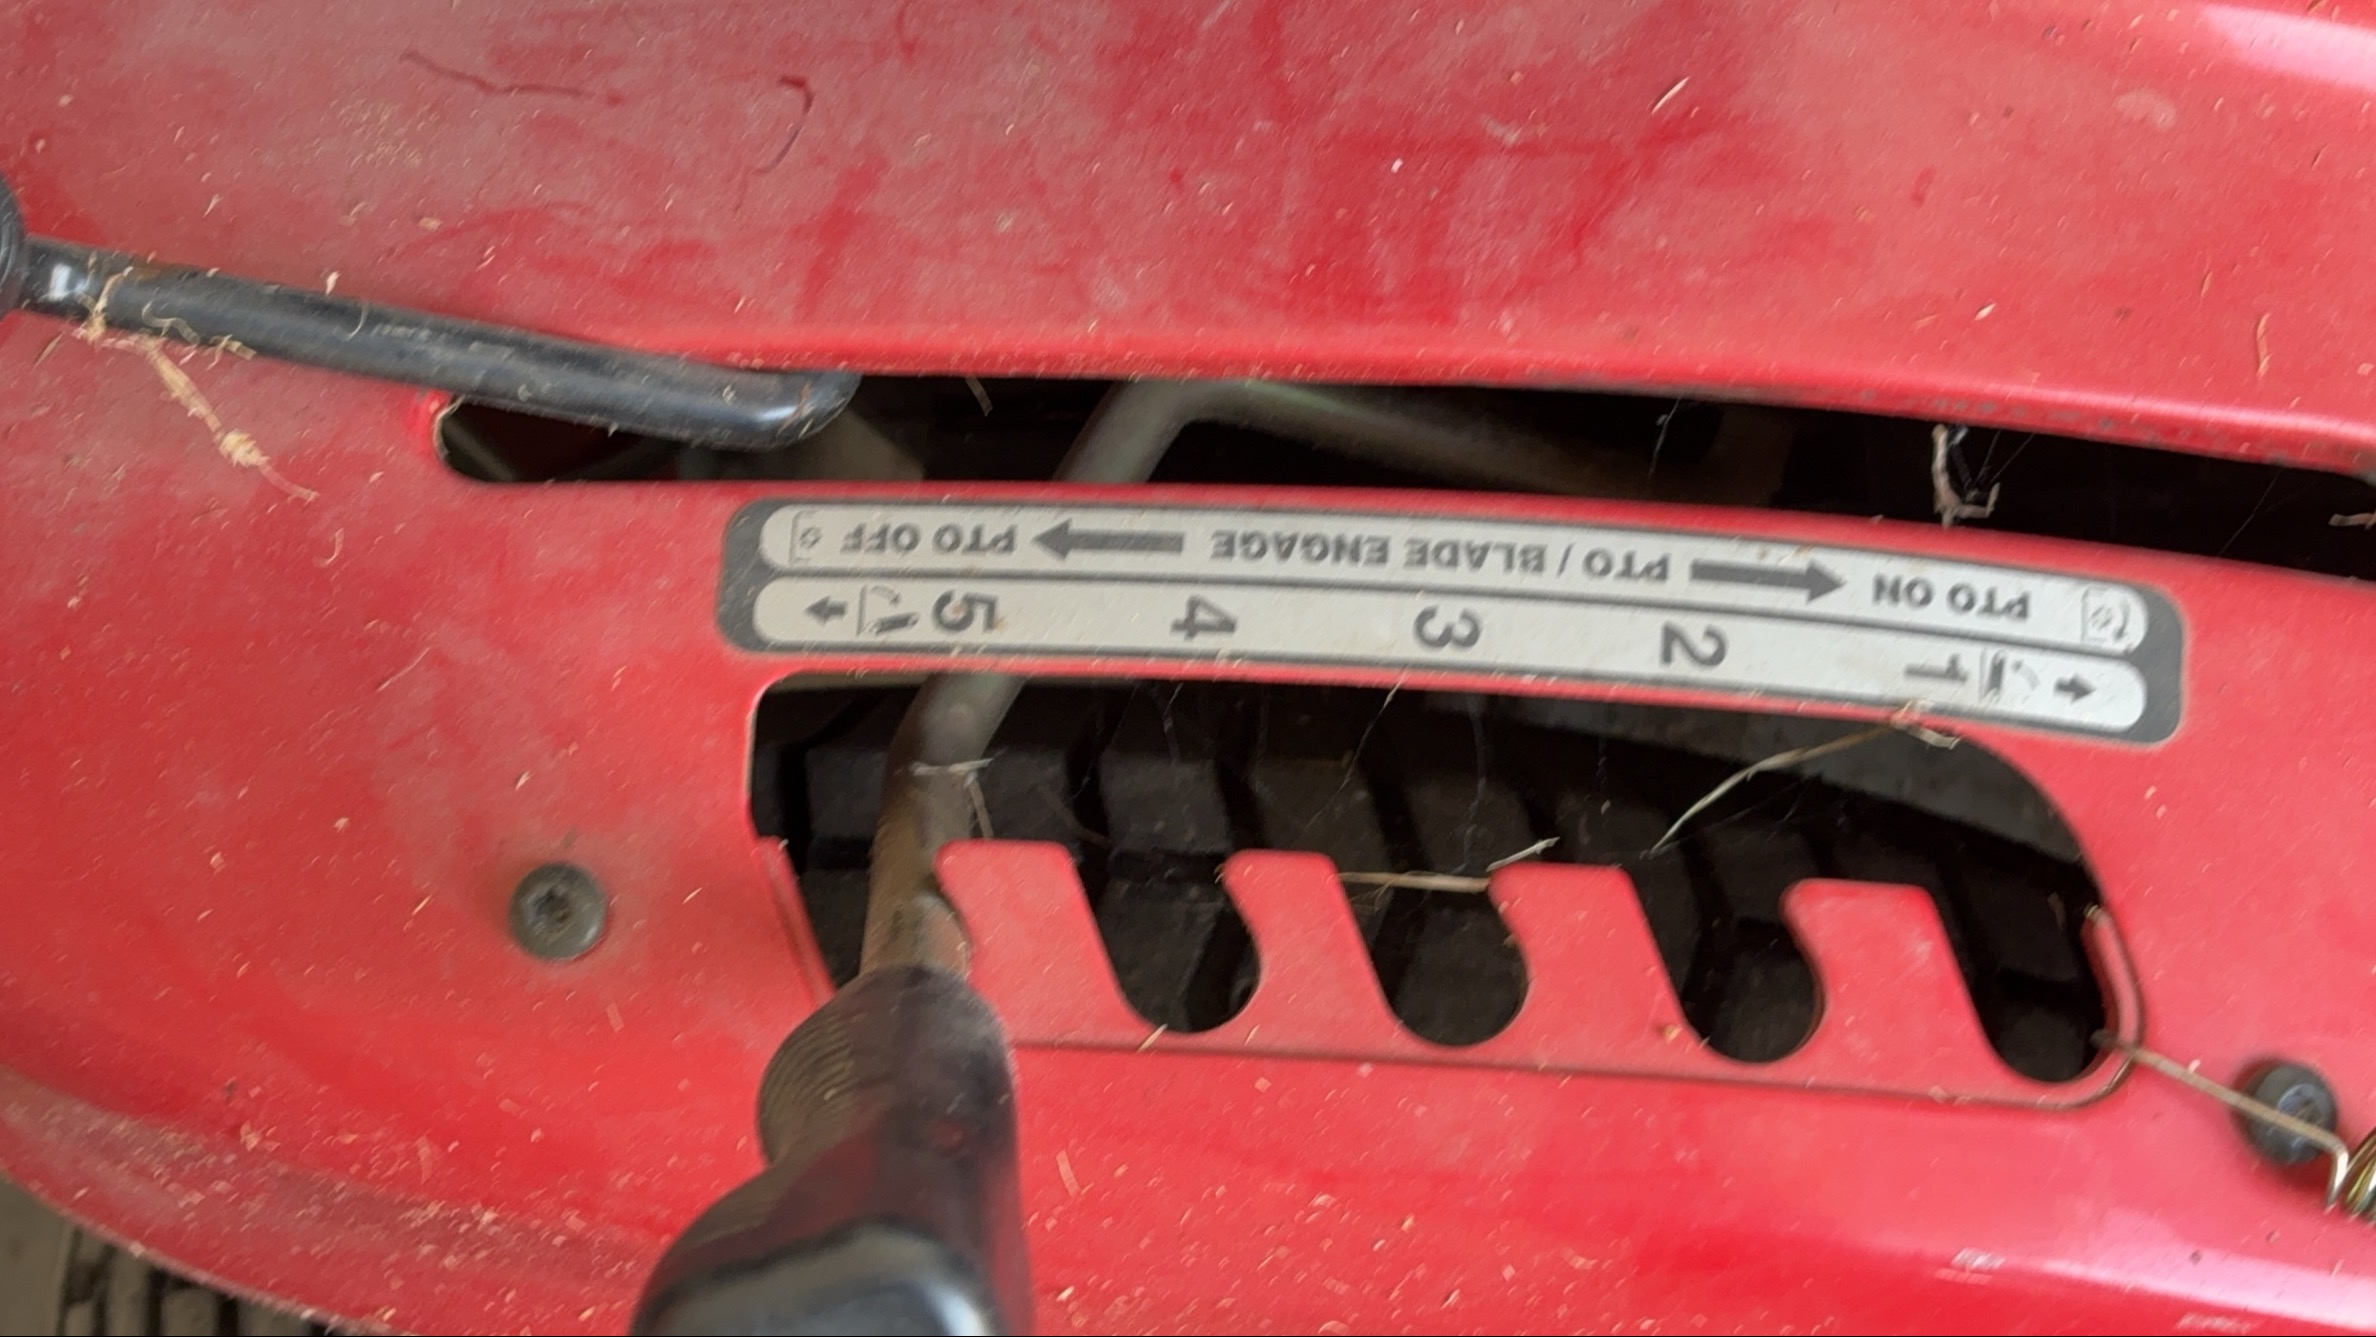 1 2 3 4 5
PTO ON PTO / BLADE ENGAGE PTO OFF